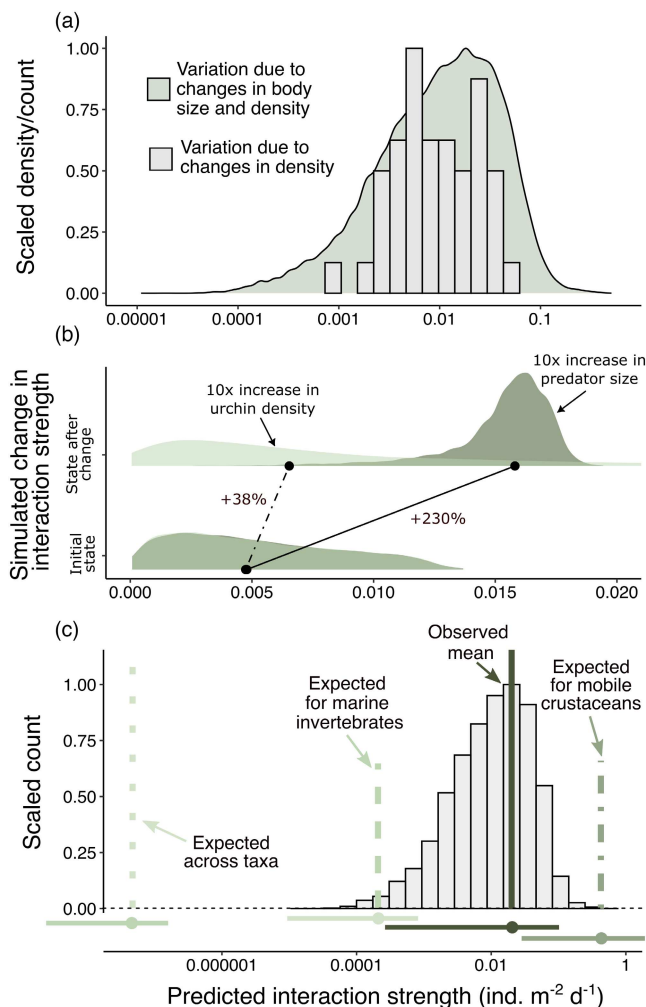 (a)
Scaled density/count
1.00
0.75
0.50
0.25
0.00
Variation due to
changes in body
size and density
Variation due to
changes in density
0.00001
0.0001
0.001
0.01
0.1
(b)
Simulated change in
interaction strength
State after
change
Initial
state
10x increase in
urchin density
10x increase in
predator size
+38%
+230%
0.000
0.005
0.010
0.015
0.020
(c)
Scaled count
1.00
0.75
0.50
0.25
0.00
Observed
mean
Expected
for marine
invertebrates
Expected
for mobile
crustaceans
Expected
across taxa
0.000001
0.0001
0.01
1
Predicted interaction strength (ind. m⁻² d⁻¹)